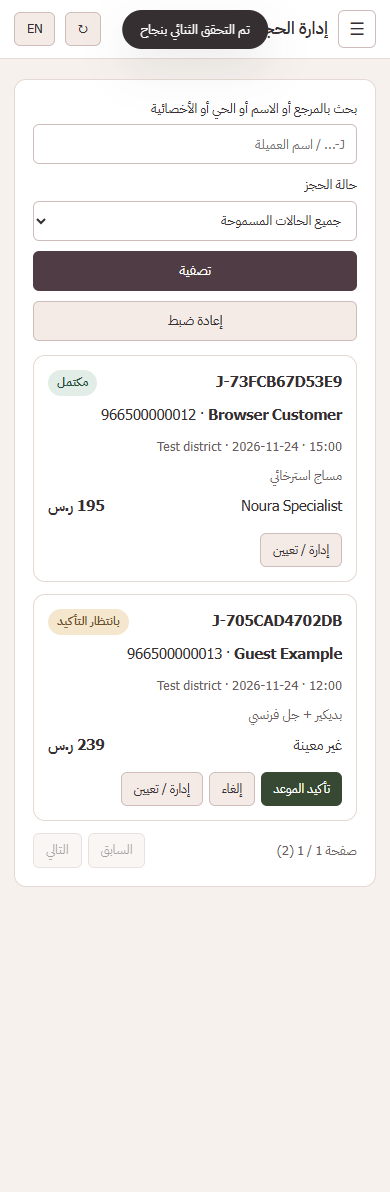 إدارة الحج
تم التحقق الثنائي بنجاح
↻
EN
بحث بالمرجع أو الاسم أو الحي أو الأخصائية
J-... / اسم العميلة
حالة الحجز
جميع الحالات المسموحة
تصفية
إعادة ضبط
J-73FCB67D53E9
مكتمل
Browser Customer · 966500000012
Test district · 2026-11-24 · 15:00
مساج استرخائي
Noura Specialist
195 ر.س
إدارة / تعيين
J-705CAD4702DB
بانتظار التأكيد
Guest Example · 966500000013
Test district · 2026-11-24 · 12:00
بديكير + جل فرنسي
غير معينة
239 ر.س
تأكيد الموعد
إلغاء
إدارة / تعيين
صفحة 1 / 1 (2)
السابق
التالي